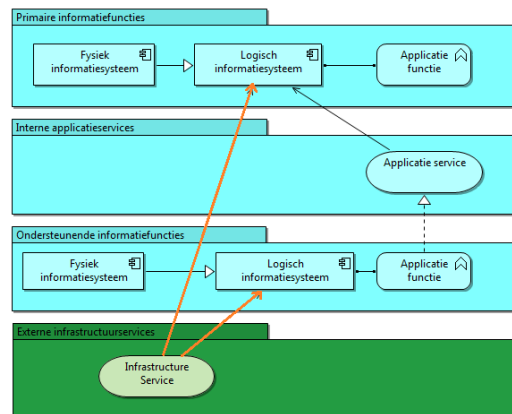 Primaire informatiefuncties
Fysiek
informatiesysteem
Logisch
informatiesysteem
Applicatie
functie
Interne applicatieservices
Applicatie service
Ondersteunende informatiefuncties
Fysiek
informatiesysteem
Logisch
informatiesysteem
Applicatie
functie
Externe infrastructuurservices
Infrastructure
Service